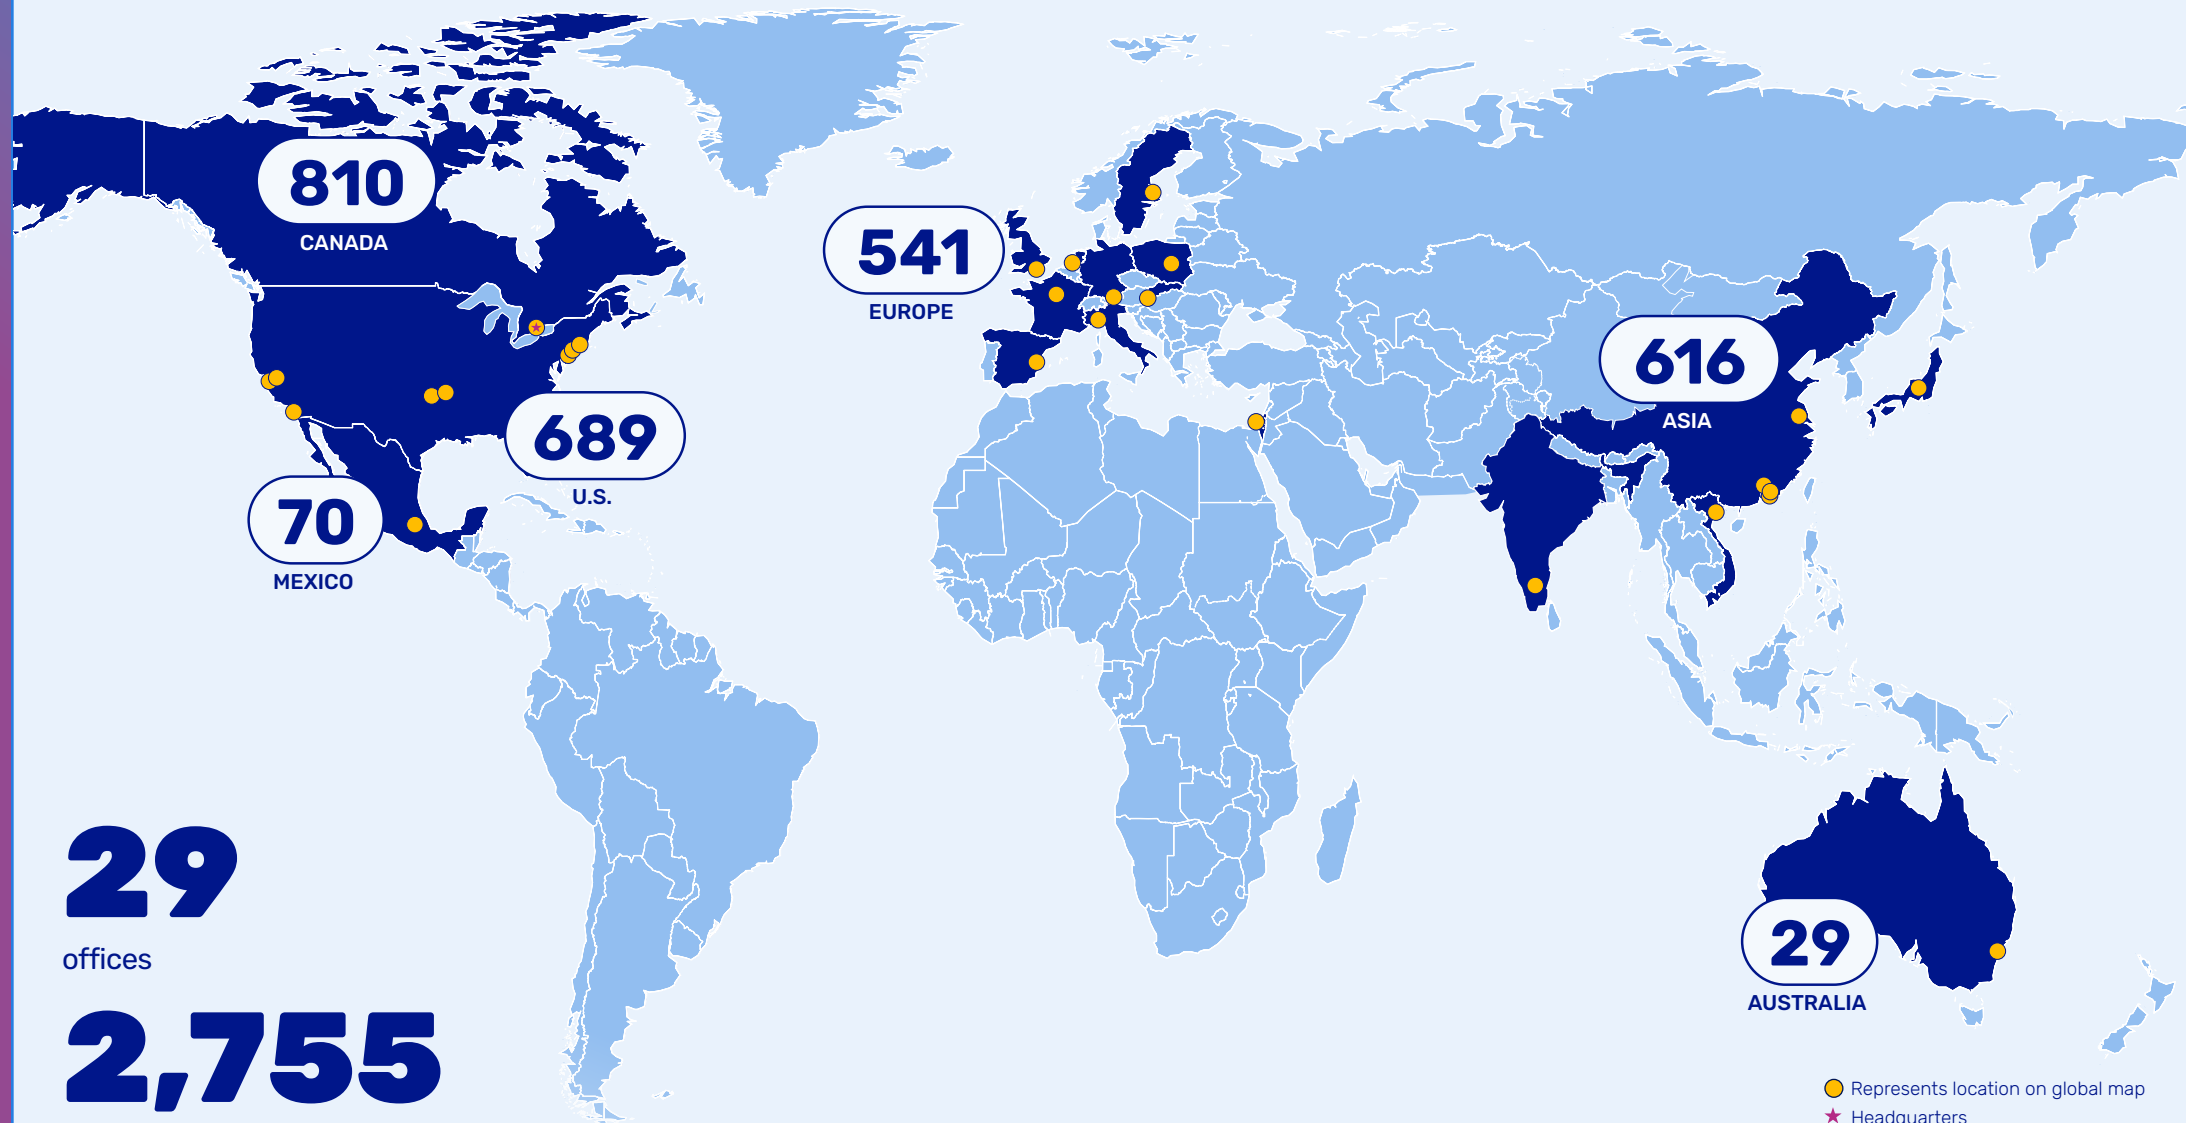 810
CANADA
541
EUROPE
616
ASIA
689
U.S.
70
MEXICO
29
offices
29
AUSTRALIA
2,755
Represents location on global map
Headquarters